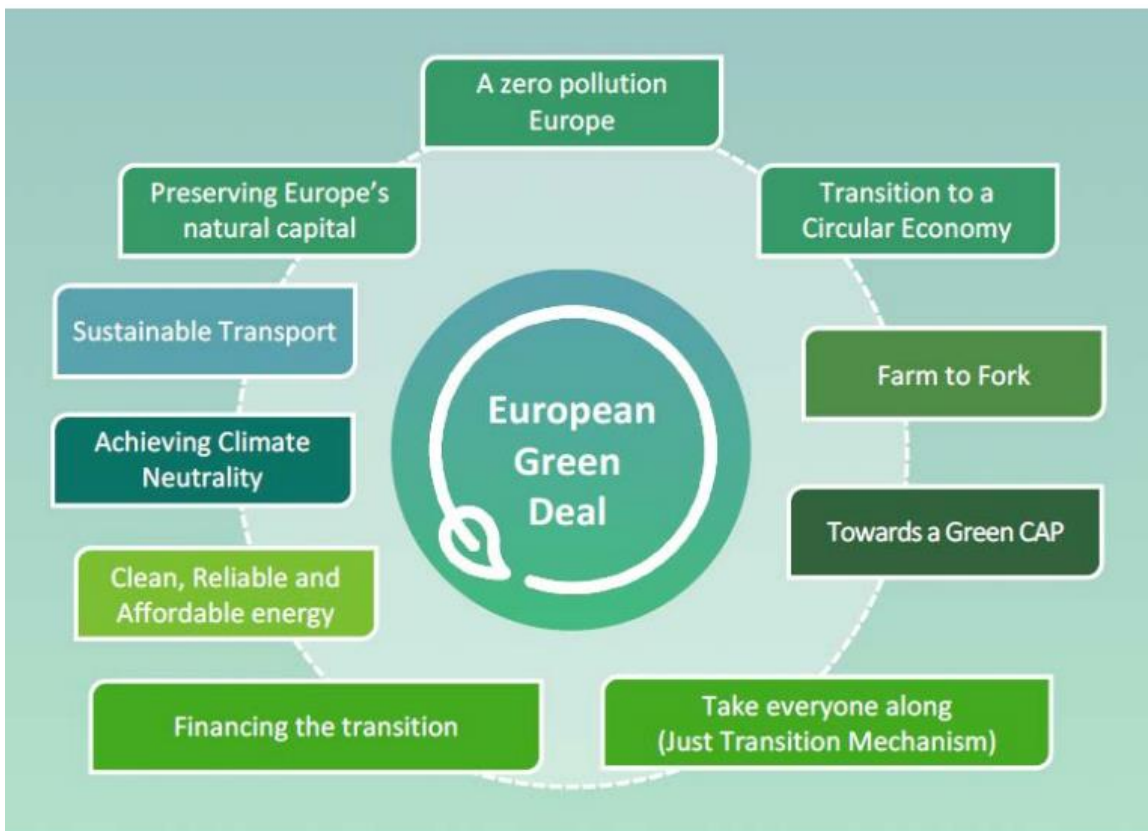 A zero pollution
Europe
Preserving Europe's
natural capital
Transition to a
Circular Economy
Sustainable Transport
Farm to Fork
European
Green
Deal
Achieving Climate
Neutrality
Towards a Green CAP
Clean, Reliable and
Affordable energy
Financing the transition
Take everyone along
(Just Transition Mechanism)